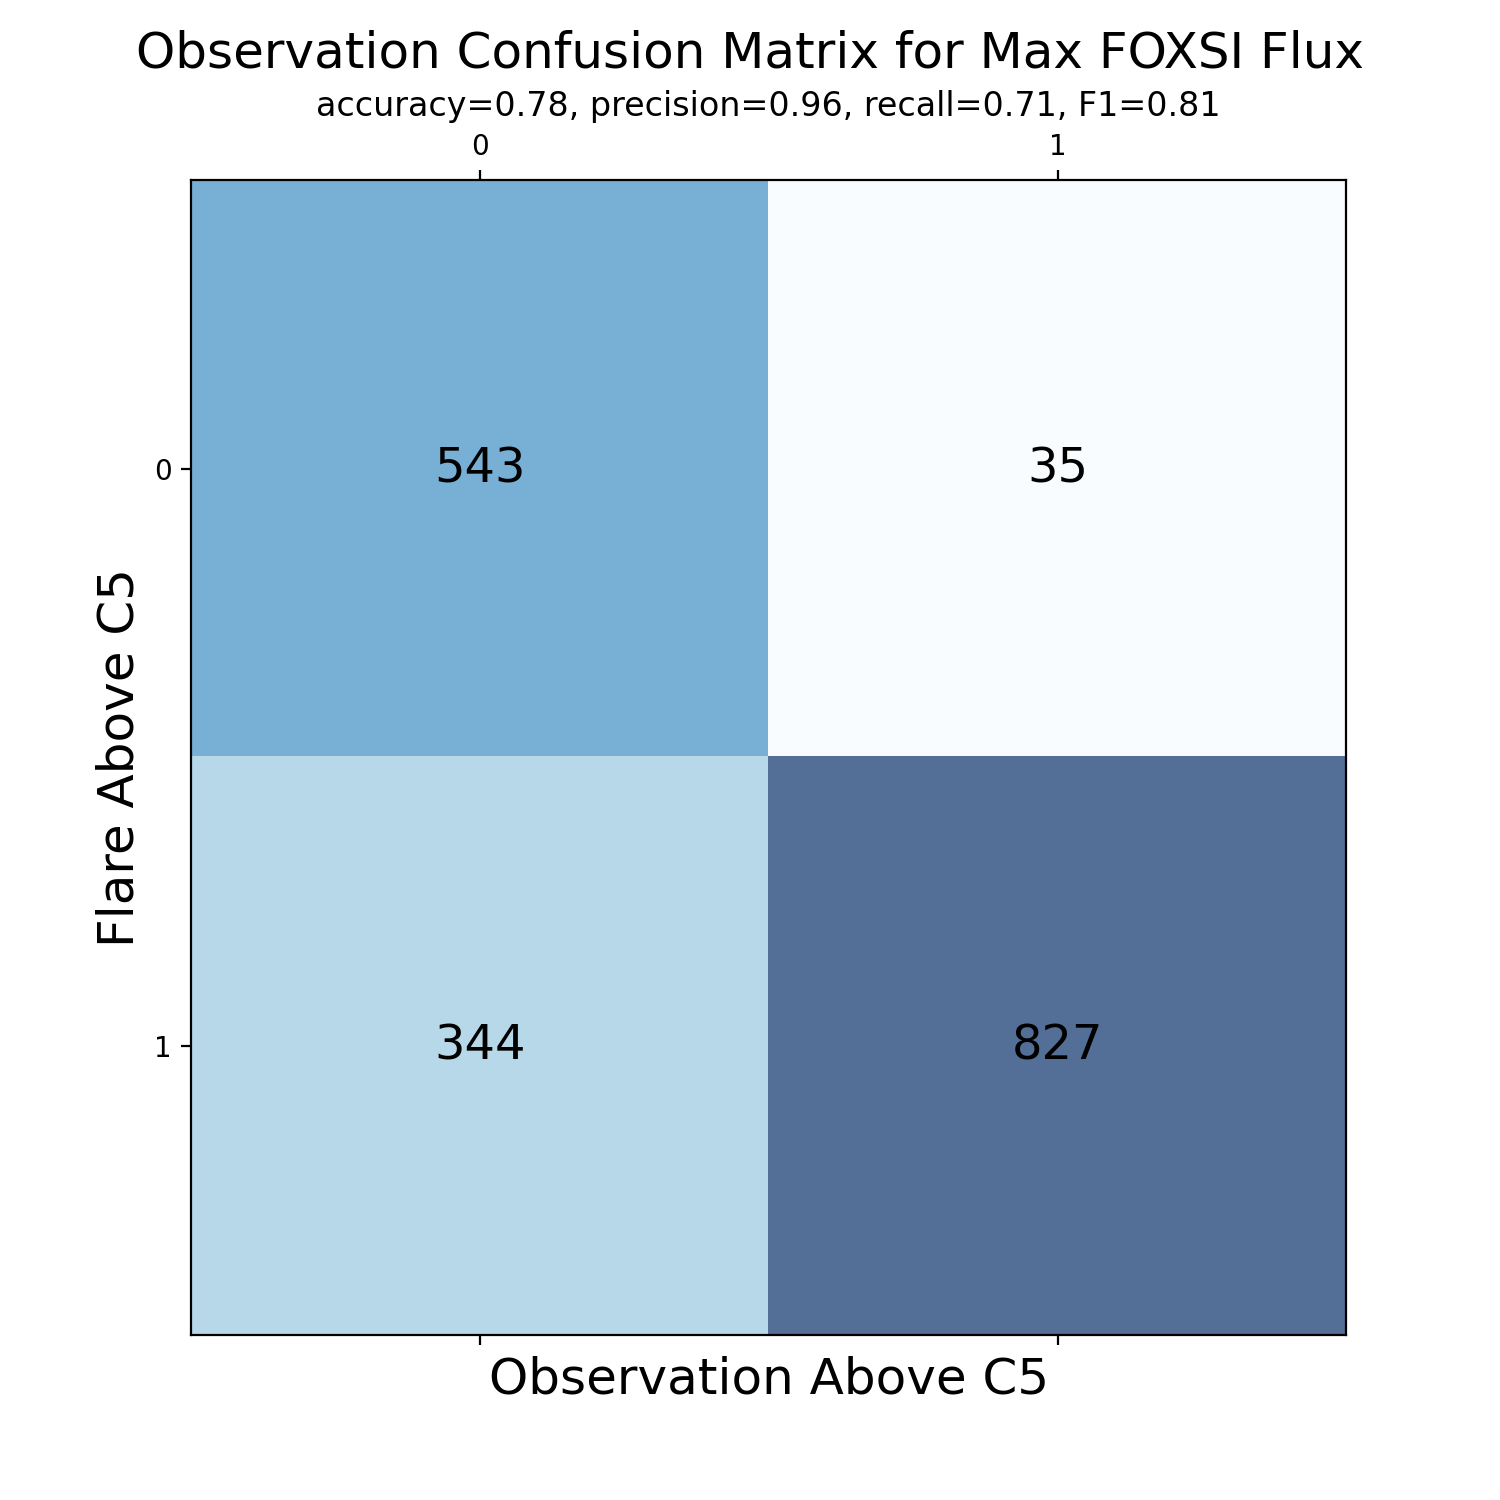 Observation Confusion Matrix for Max FOXSI Flux
accuracy=0.78, precision=0.96, recall=0.71, F1=0.81
0 1
0 543 35
Flare Above C5
1 344 827
Observation Above C5